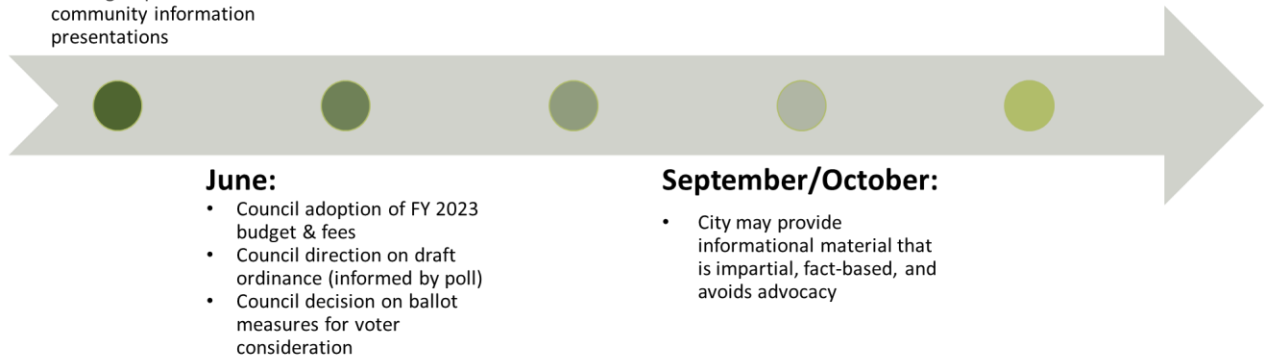 community information
presentations
June:
• Council adoption of FY 2023
budget & fees
• Council direction on draft
ordinance (informed by poll)
• Council decision on ballot
measures for voter
consideration
September/October:
• City may provide
informational material that
is impartial, fact-based, and
avoids advocacy